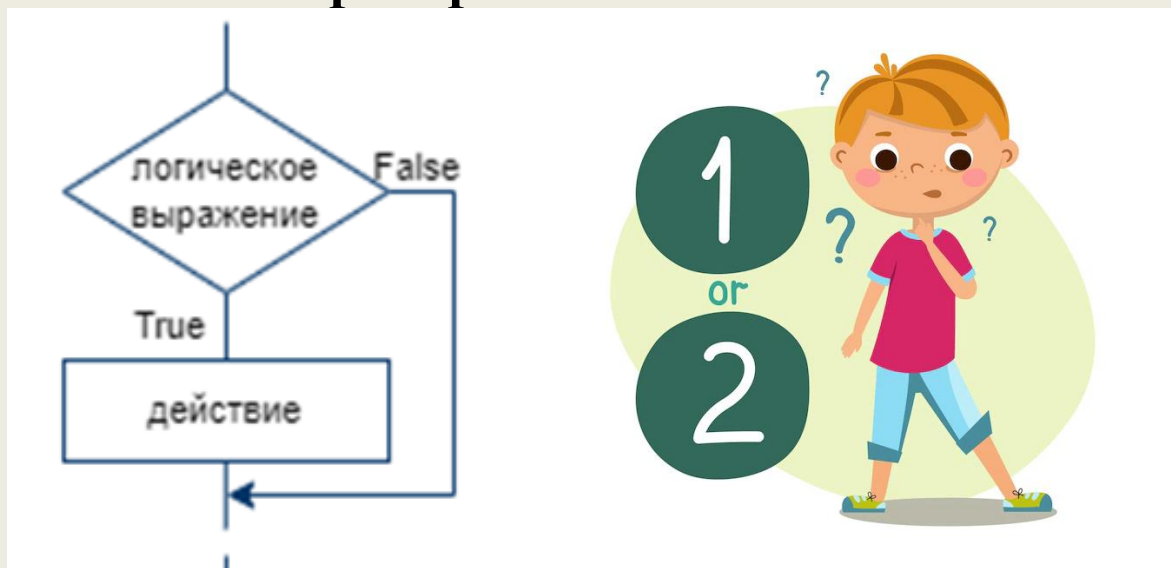 логическое
выражение
False
True
действие
1
or
2
?
?
?